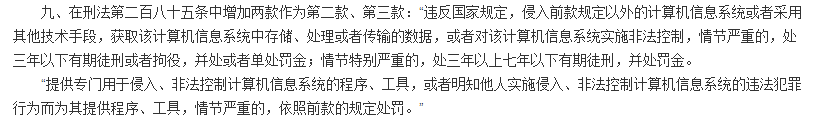 九、在刑法第二百八十五条中增加两款作为第二款、第三款：“违反国家规定，侵入前款规定以外的计算机信息系统或者采用
其他技术手段，获取该计算机信息系统中存储、处理或者传输的数据，或者对该计算机信息系统实施非法控制，情节严重的，处
三年以下有期徒刑或者拘役，并处或者单处罚金；情节特别严重的，处三年以上七年以下有期徒刑，并处罚金。
“提供专门用于侵入、非法控制计算机信息系统的程序、工具，或者明知他人实施侵入、非法控制计算机信息系统的违法犯罪
行为而为其提供程序、工具，情节严重的，依照前款的规定处罚。”